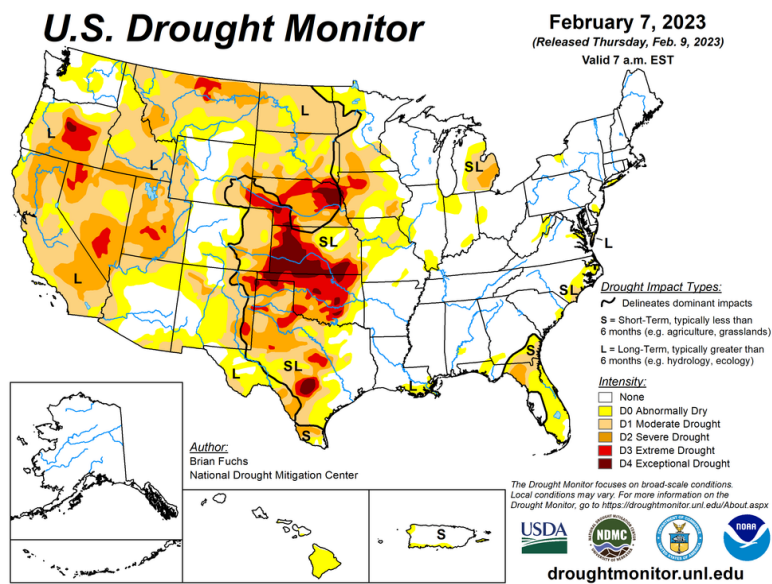 U.S. Drought Monitor
February 7, 2023
(Released Thursday, Feb. 9, 2023)
Valid 7 a.m. EST
L
L
L
SL
L
SL
L
SL
SL
L
S
L
S
Drought Impact Types:
Delineates dominant impacts
S = Short-Term, typically less than
6 months (e.g. agriculture, grasslands)
L = Long-Term, typically greater than
6 months (e.g. hydrology, ecology)
Intensity:
None
D0 Abnormally Dry
D1 Moderate Drought
D2 Severe Drought
D3 Extreme Drought
D4 Exceptional Drought
Author:
Brian Fuchs
National Drought Mitigation Center
S
The Drought Monitor focuses on broad-scale conditions.
Local conditions may vary. For more information on the
Drought Monitor, go to https://droughtmonitor.unl.edu/About.aspx
USDA
NDMC
NOAA
droughtmonitor.unl.edu